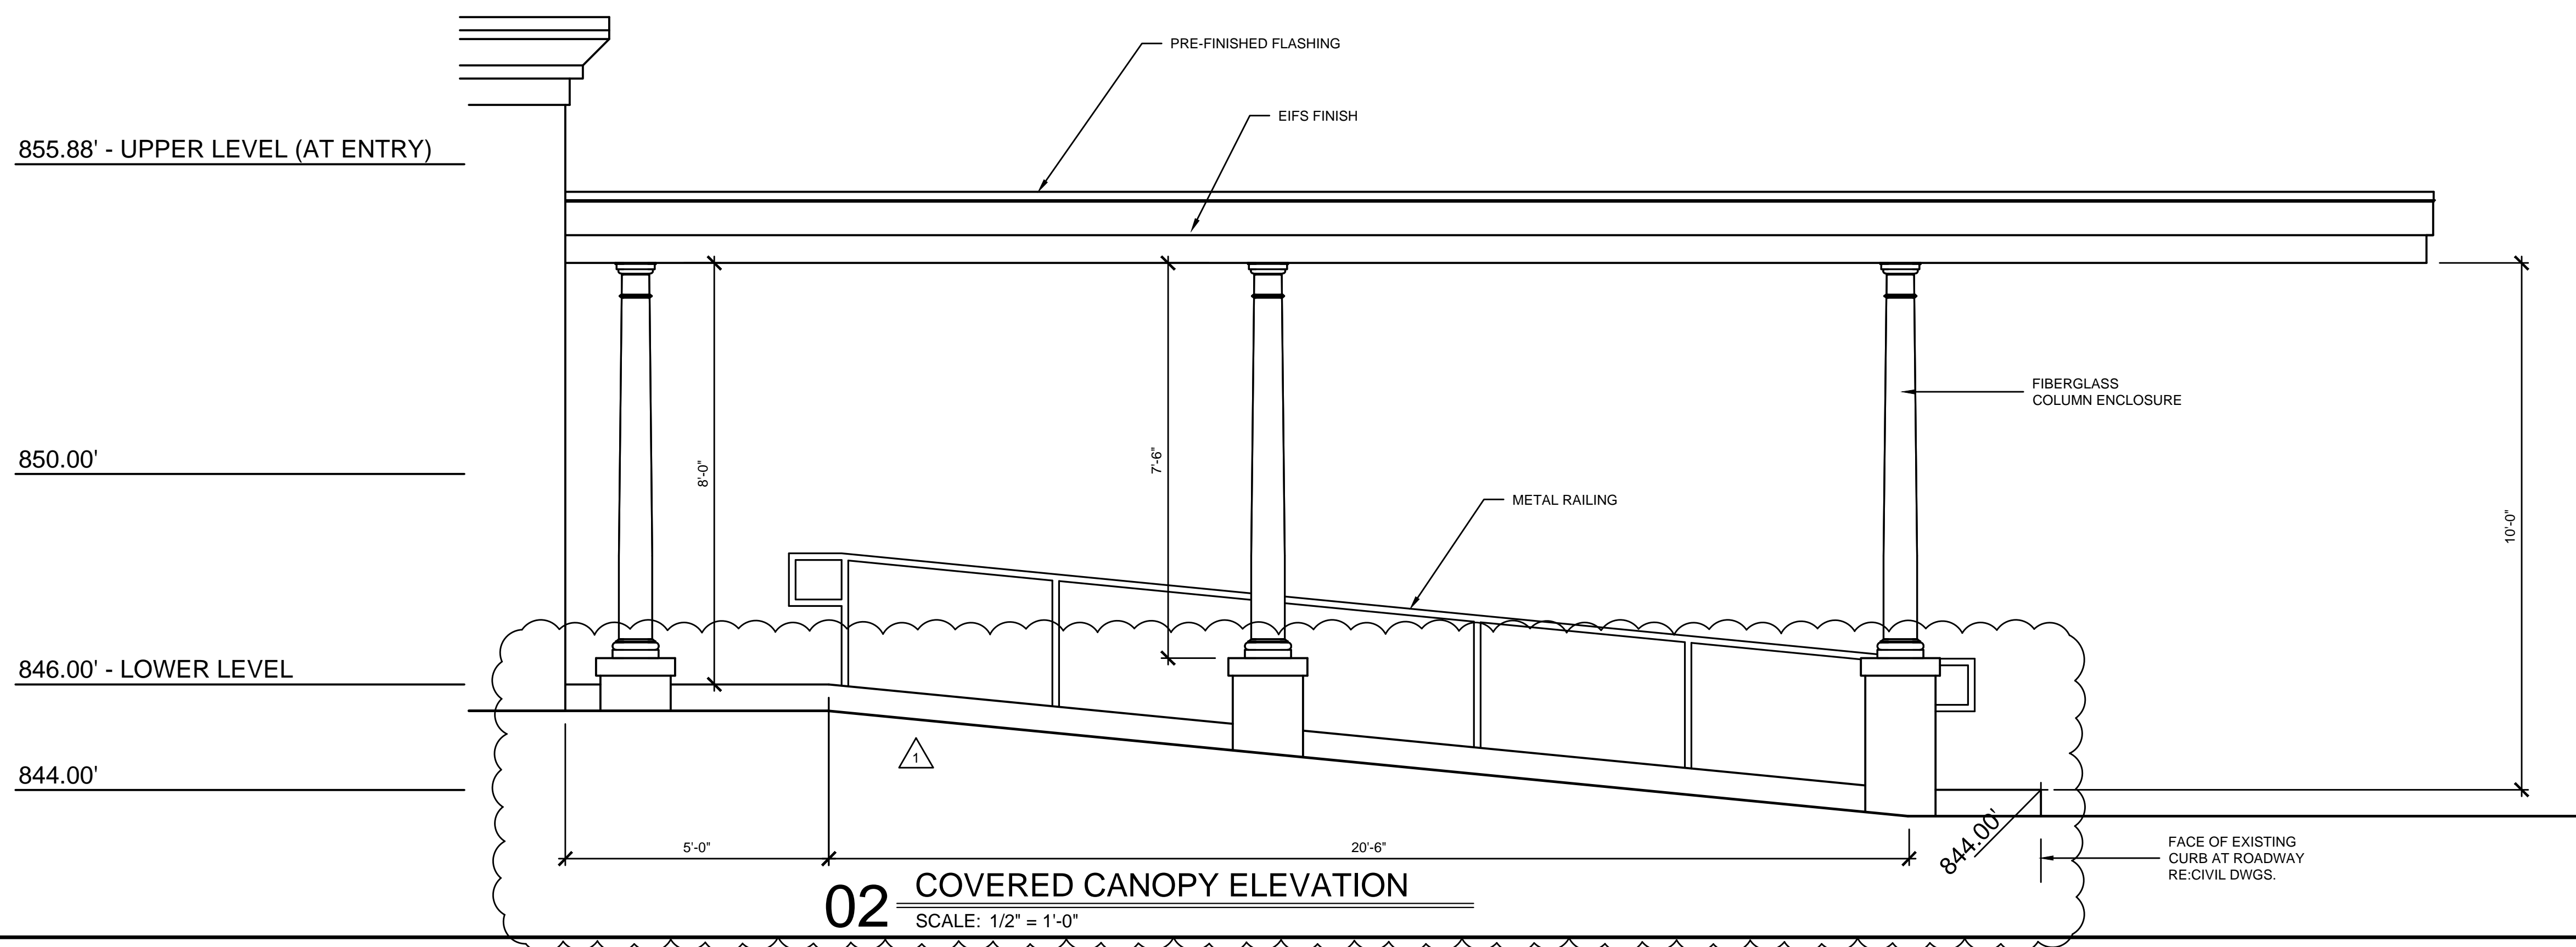 PRE-FINISHED FLASHING
EIFS FINISH
855.88' - UPPER LEVEL (AT ENTRY)
FIBERGLASS
COLUMN ENCLOSURE
850.00'
8'-0"
7'-6"
METAL RAILING
10'-0"
846.00' - LOWER LEVEL
1
844.00'
5'-0"
20'-6"
844.00'
FACE OF EXISTING
CURB AT ROADWAY
RE:CIVIL DWGS.
02 COVERED CANOPY ELEVATION
SCALE: 1/2" = 1'-0"